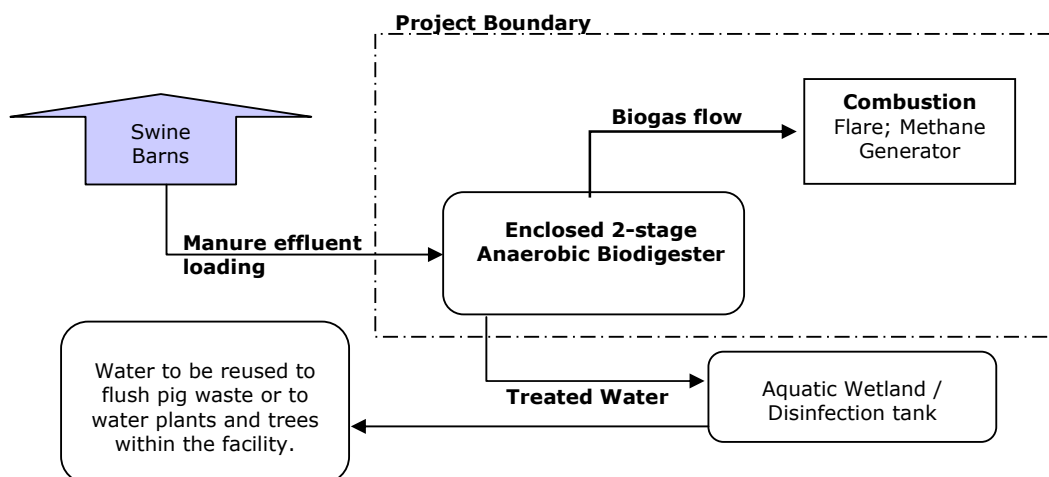 Project Boundary
Swine
Barns
Biogas flow
Combustion
Flare; Methane
Generator
Manure effluent
loading
Enclosed 2-stage
Anaerobic Biodigester
Treated Water
Aquatic Wetland /
Disinfection tank
Water to be reused to
flush pig waste or to
water plants and trees
within the facility.